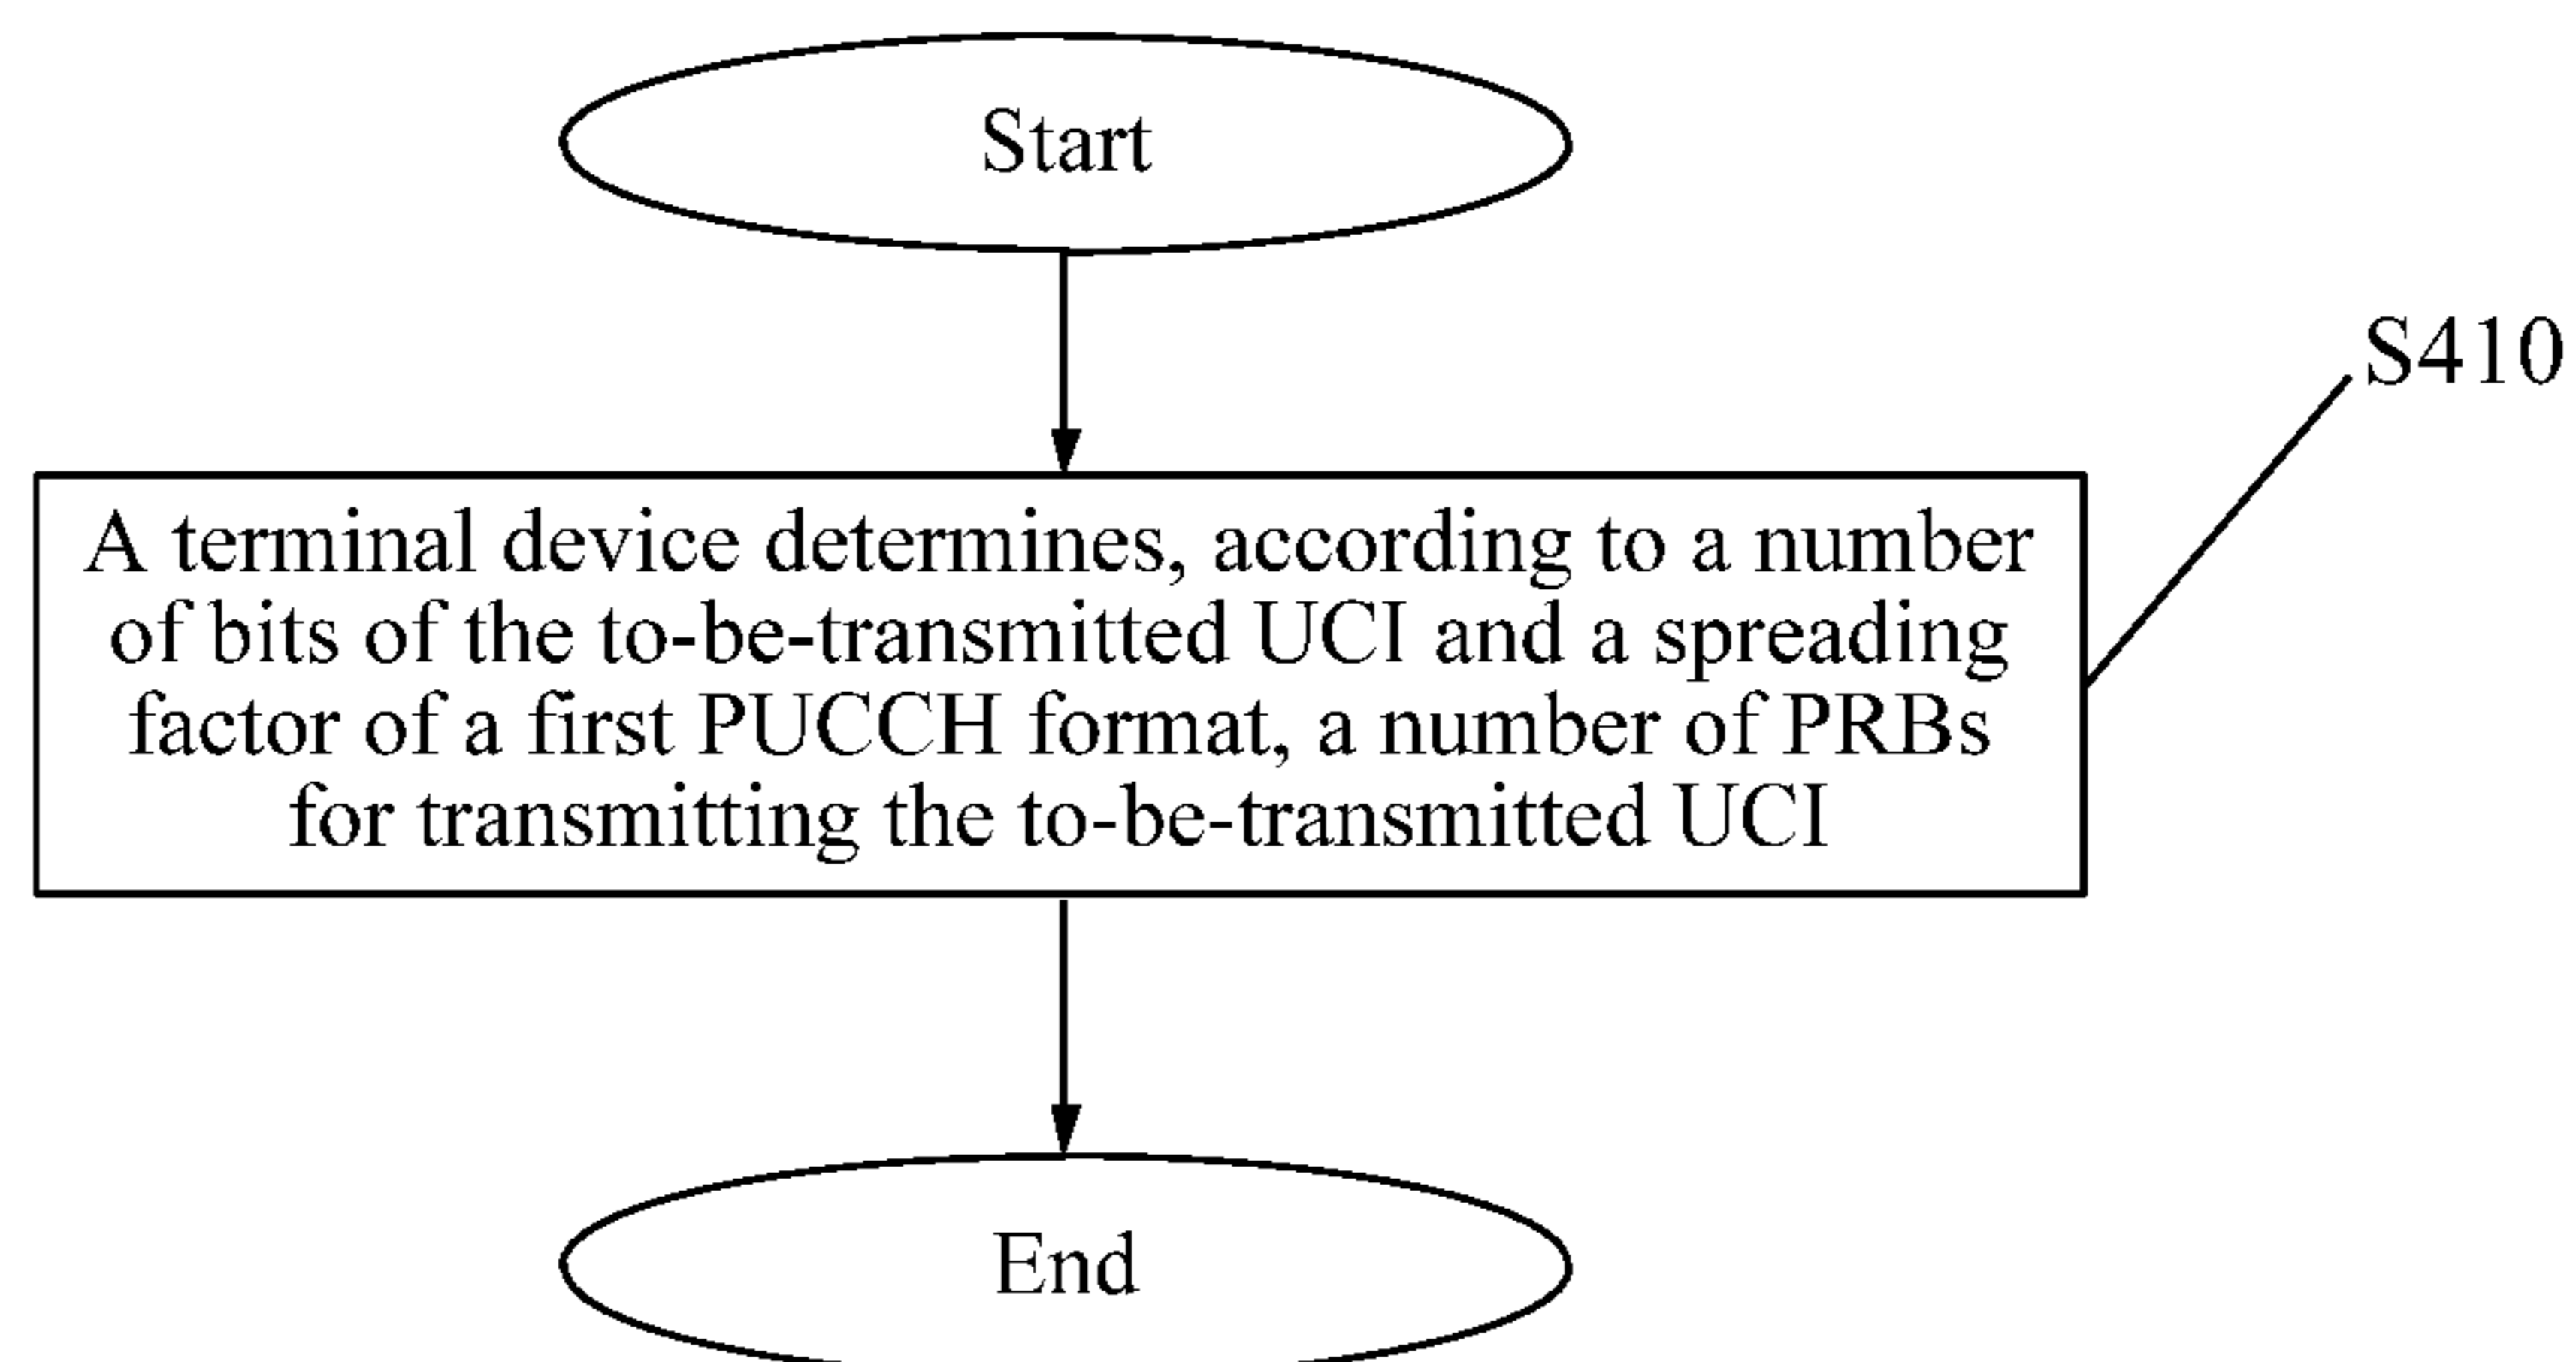 Start
S410
A terminal device determines, according to a number
of bits of the to-be-transmitted UCI and a spreading
factor of a first PUCCH format, a number of PRBs
for transmitting the to-be-transmitted UCI
End